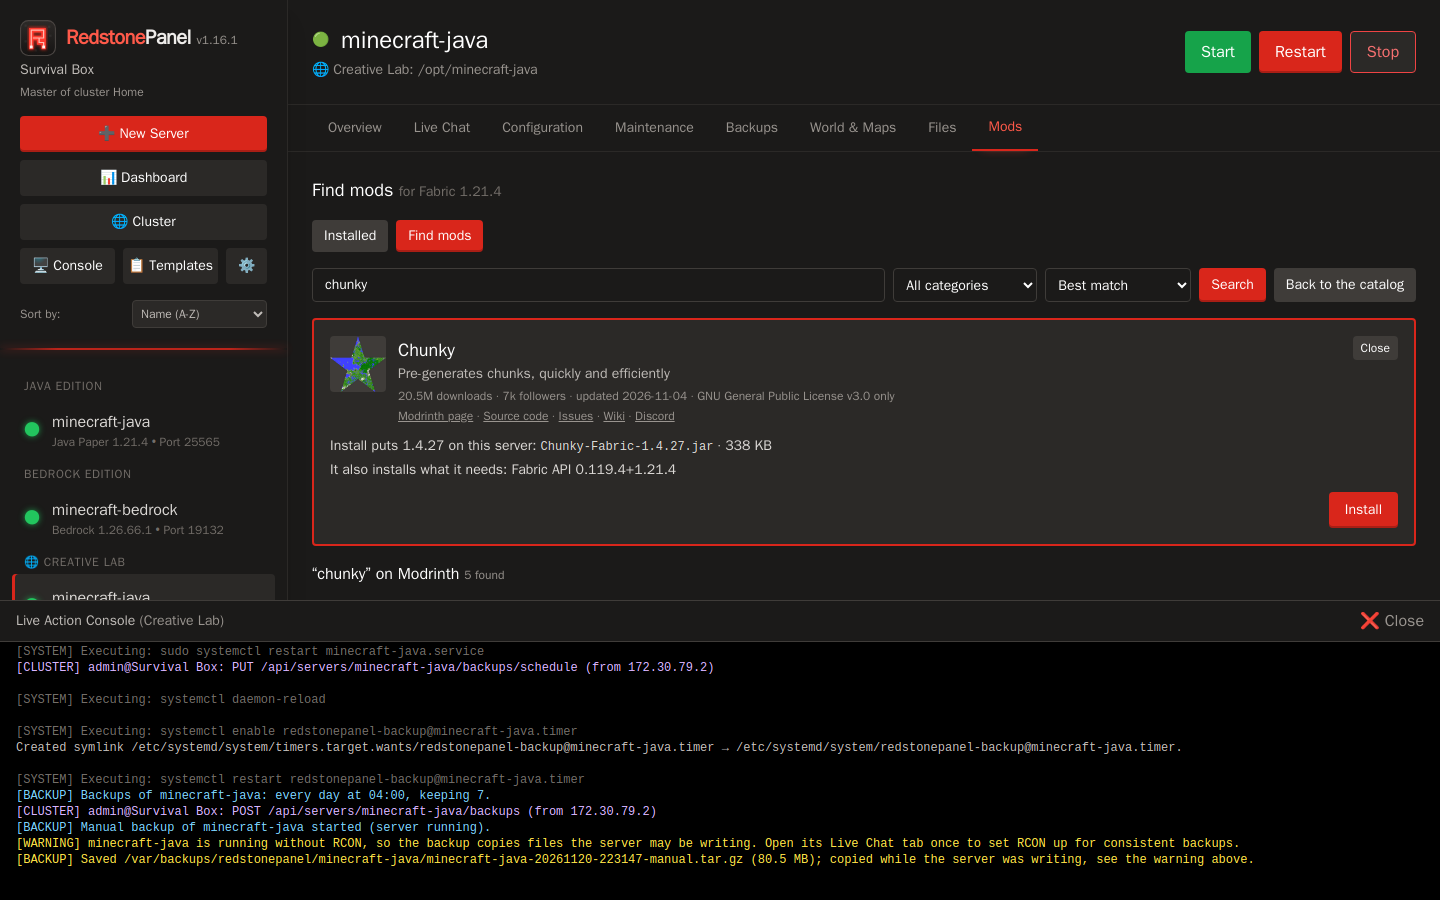 RedstonePanel v1.16.1
Survival Box
Master of cluster Home
➕ New Server
📊 Dashboard
🌐 Cluster
🖥️ Console
📋 Templates
⚙️
Sort by:
Name (A-Z)
JAVA EDITION
minecraft-java
Java Paper 1.21.4 • Port 25565
BEDROCK EDITION
minecraft-bedrock
Bedrock 1.26.66.1 • Port 19132
🌐 CREATIVE LAB
minecraft-java
minecraft-java
🌐 Creative Lab: /opt/minecraft-java
Start
Restart
Stop
Overview
Live Chat
Configuration
Maintenance
Backups
World & Maps
Files
Mods
Find mods for Fabric 1.21.4
Installed
Find mods
chunky
All categories
Best match
Search
Back to the catalog
Chunky
Close
Pre-generates chunks, quickly and efficiently
20.5M downloads · 7k followers · updated 2026-11-04 · GNU General Public License v3.0 only
Modrinth page · Source code · Issues · Wiki · Discord
Install puts 1.4.27 on this server: Chunky-Fabric-1.4.27.jar · 338 KB
It also installs what it needs: Fabric API 0.119.4+1.21.4
Install
“chunky” on Modrinth 5 found
Live Action Console (Creative Lab)
❌ Close
[SYSTEM] Executing: sudo systemctl restart minecraft-java.service
[CLUSTER] admin@Survival Box: PUT /api/servers/minecraft-java/backups/schedule (from 172.30.79.2)
[SYSTEM] Executing: systemctl daemon-reload
[SYSTEM] Executing: systemctl enable redstonepanel-backup@minecraft-java.timer
Created symlink /etc/systemd/system/timers.target.wants/redstonepanel-backup@minecraft-java.timer → /etc/systemd/system/redstonepanel-backup@minecraft-java.timer.
[SYSTEM] Executing: systemctl restart redstonepanel-backup@minecraft-java.timer
[BACKUP] Backups of minecraft-java: every day at 04:00, keeping 7.
[CLUSTER] admin@Survival Box: POST /api/servers/minecraft-java/backups (from 172.30.79.2)
[BACKUP] Manual backup of minecraft-java started (server running).
[WARNING] minecraft-java is running without RCON, so the backup copies files the server may be writing. Open its Live Chat tab once to set RCON up for consistent backups.
[BACKUP] Saved /var/backups/redstonepanel/minecraft-java/minecraft-java-20261120-223147-manual.tar.gz (80.5 MB); copied while the server was writing, see the warning above.